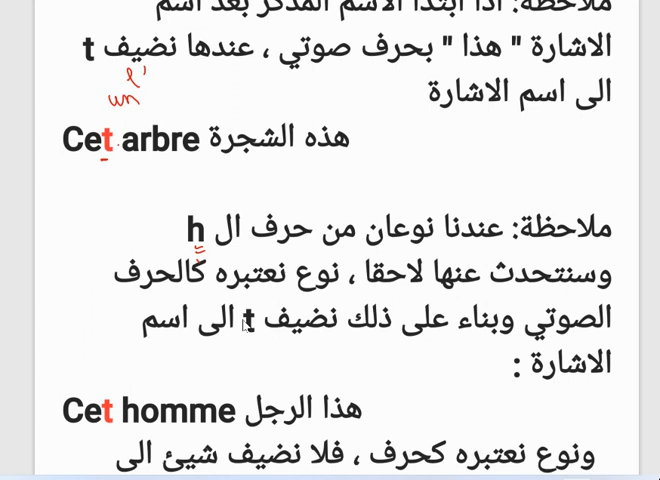 ملاحظة: اذا ابتدأ الاسم المذكر بعد اسم
الاشارة " هذا " بحرف صوتي ، عندها نضيف t
un l'
الى اسم الاشارة
Cet arbre هذه الشجرة
ملاحظة: عندنا نوعان من حرف ال h
وسنتحدث عنها لاحقا ، نوع نعتبره كالحرف
الصوتي وبناء على ذلك نضيف t الى اسم
الاشارة :
Cet homme هذا الرجل
ونوع نعتبره كحرف ، فلا نضيف شيئ الى